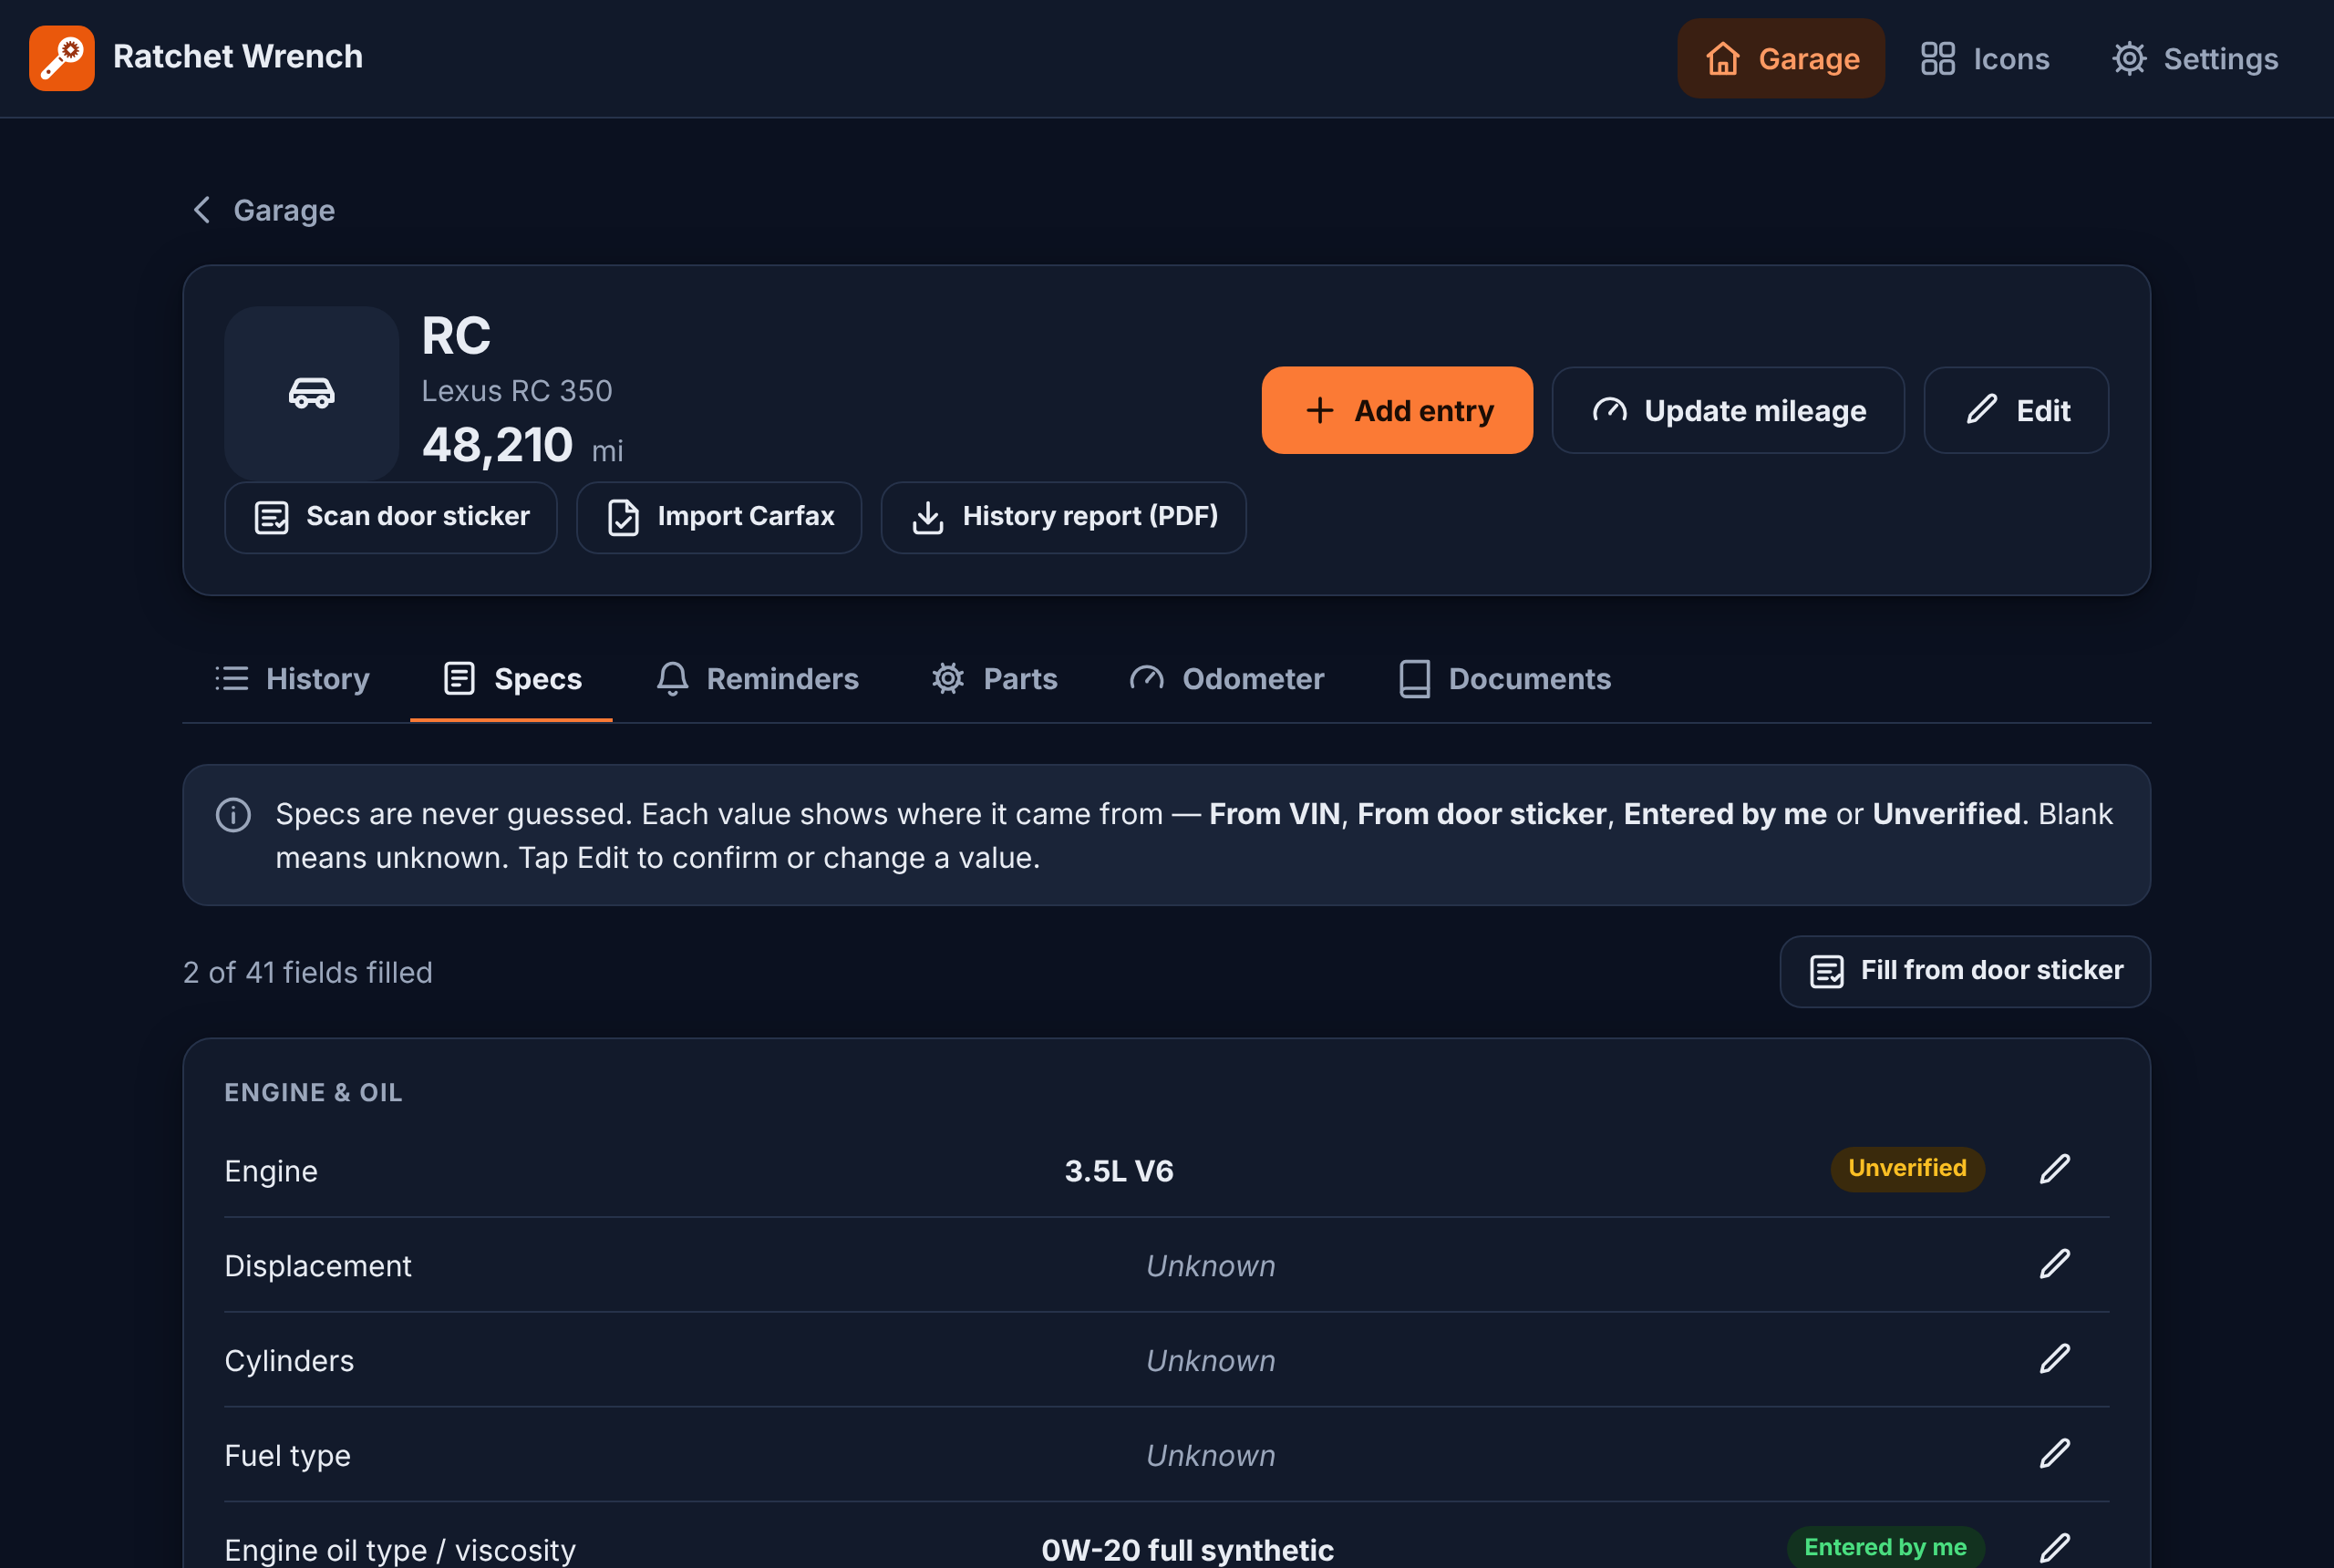 Ratchet Wrench
Garage
Icons
Settings
Garage
RC
Lexus RC 350
48,210 mi
Add entry
Update mileage
Edit
Scan door sticker
Import Carfax
History report (PDF)
History
Specs
Reminders
Parts
Odometer
Documents
Specs are never guessed. Each value shows where it came from — From VIN, From door sticker, Entered by me or Unverified. Blank
means unknown. Tap Edit to confirm or change a value.
2 of 41 fields filled
Fill from door sticker
ENGINE & OIL
Engine 3.5L V6 Unverified
Displacement Unknown
Cylinders Unknown
Fuel type Unknown
Engine oil type / viscosity 0W-20 full synthetic Entered by me